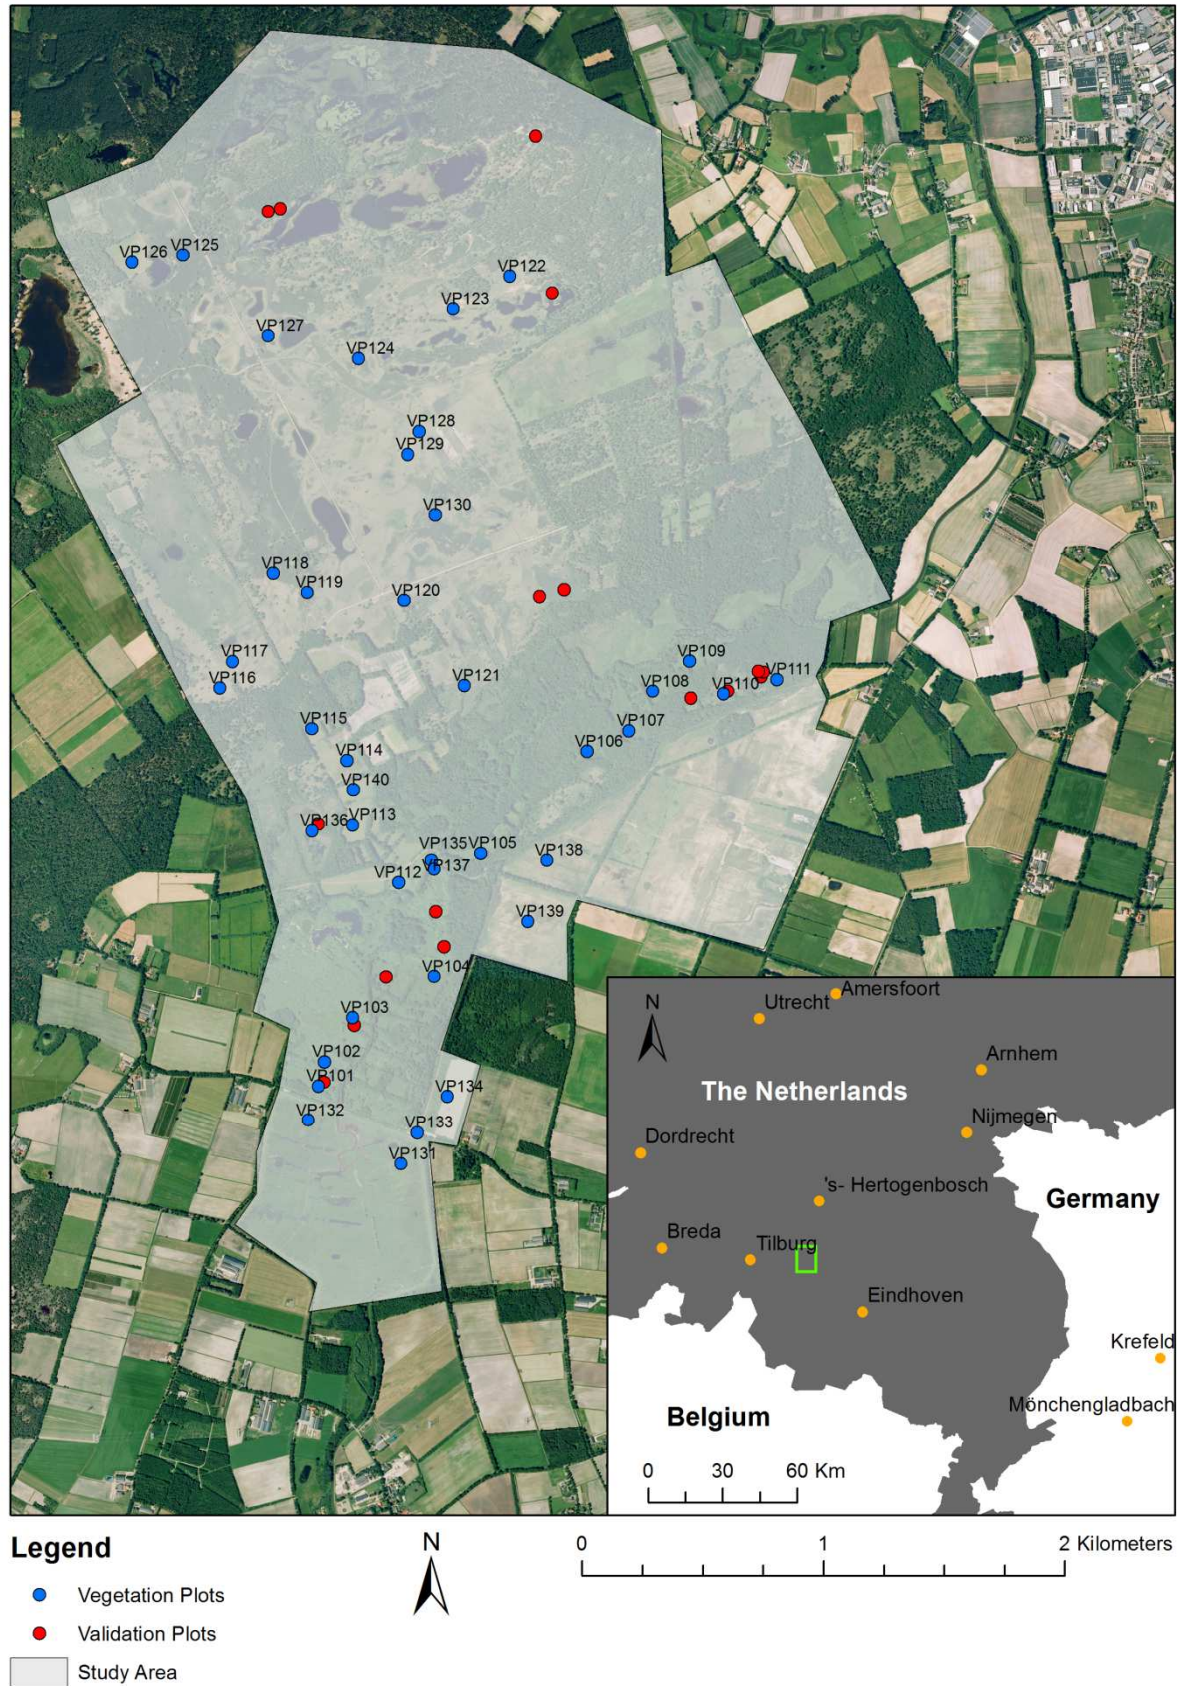 VP126
VP125
VP122
VP123
VP127
VP124
VP128
VP129
VP130
VP118
VP119
VP120
VP117
VP109
VP116
VP121
VP108
VP110
VP111
VP115
VP107
VP106
VP114
VP140
VP136
VP113
VP135
VP105
VP138
VP137
VP112
VP139
VP104
VP103
VP102
VP101
VP134
VP132
VP133
VP131
N
Utrecht
Amersfoort
Arnhem
The Netherlands
Nijmegen
Dordrecht
's- Hertogenbosch
Germany
Breda
Tilburg
Eindhoven
Krefeld
Mönchengladbach
Belgium
0 30 60 Km
Legend
N
0 1 2 Kilometers
Vegetation Plots
Validation Plots
Study Area